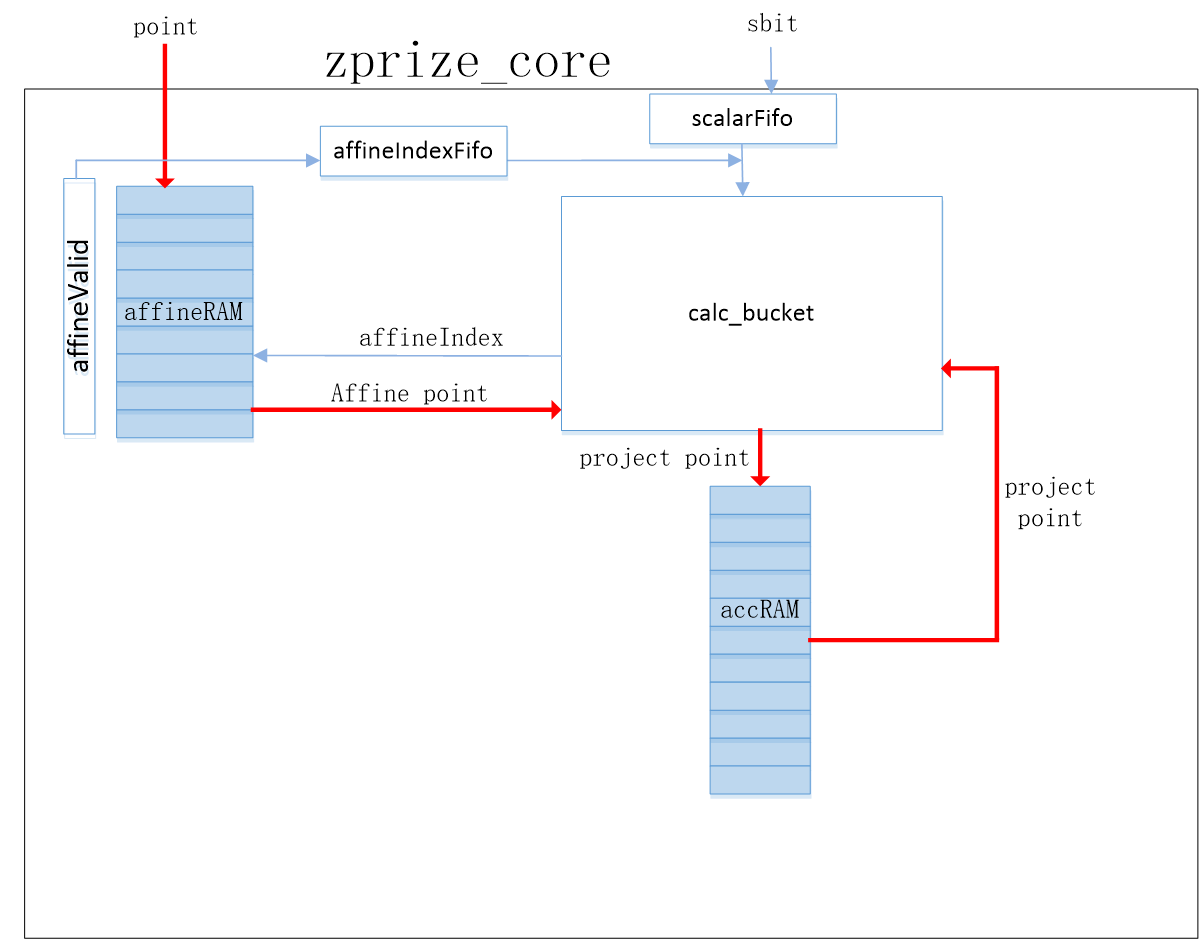 point
sbit
zprize_core
scalarFifo
affineIndexFifo
affineValid
affineRAM
calc_bucket
affineIndex
Affine point
project point
project
point
accRAM